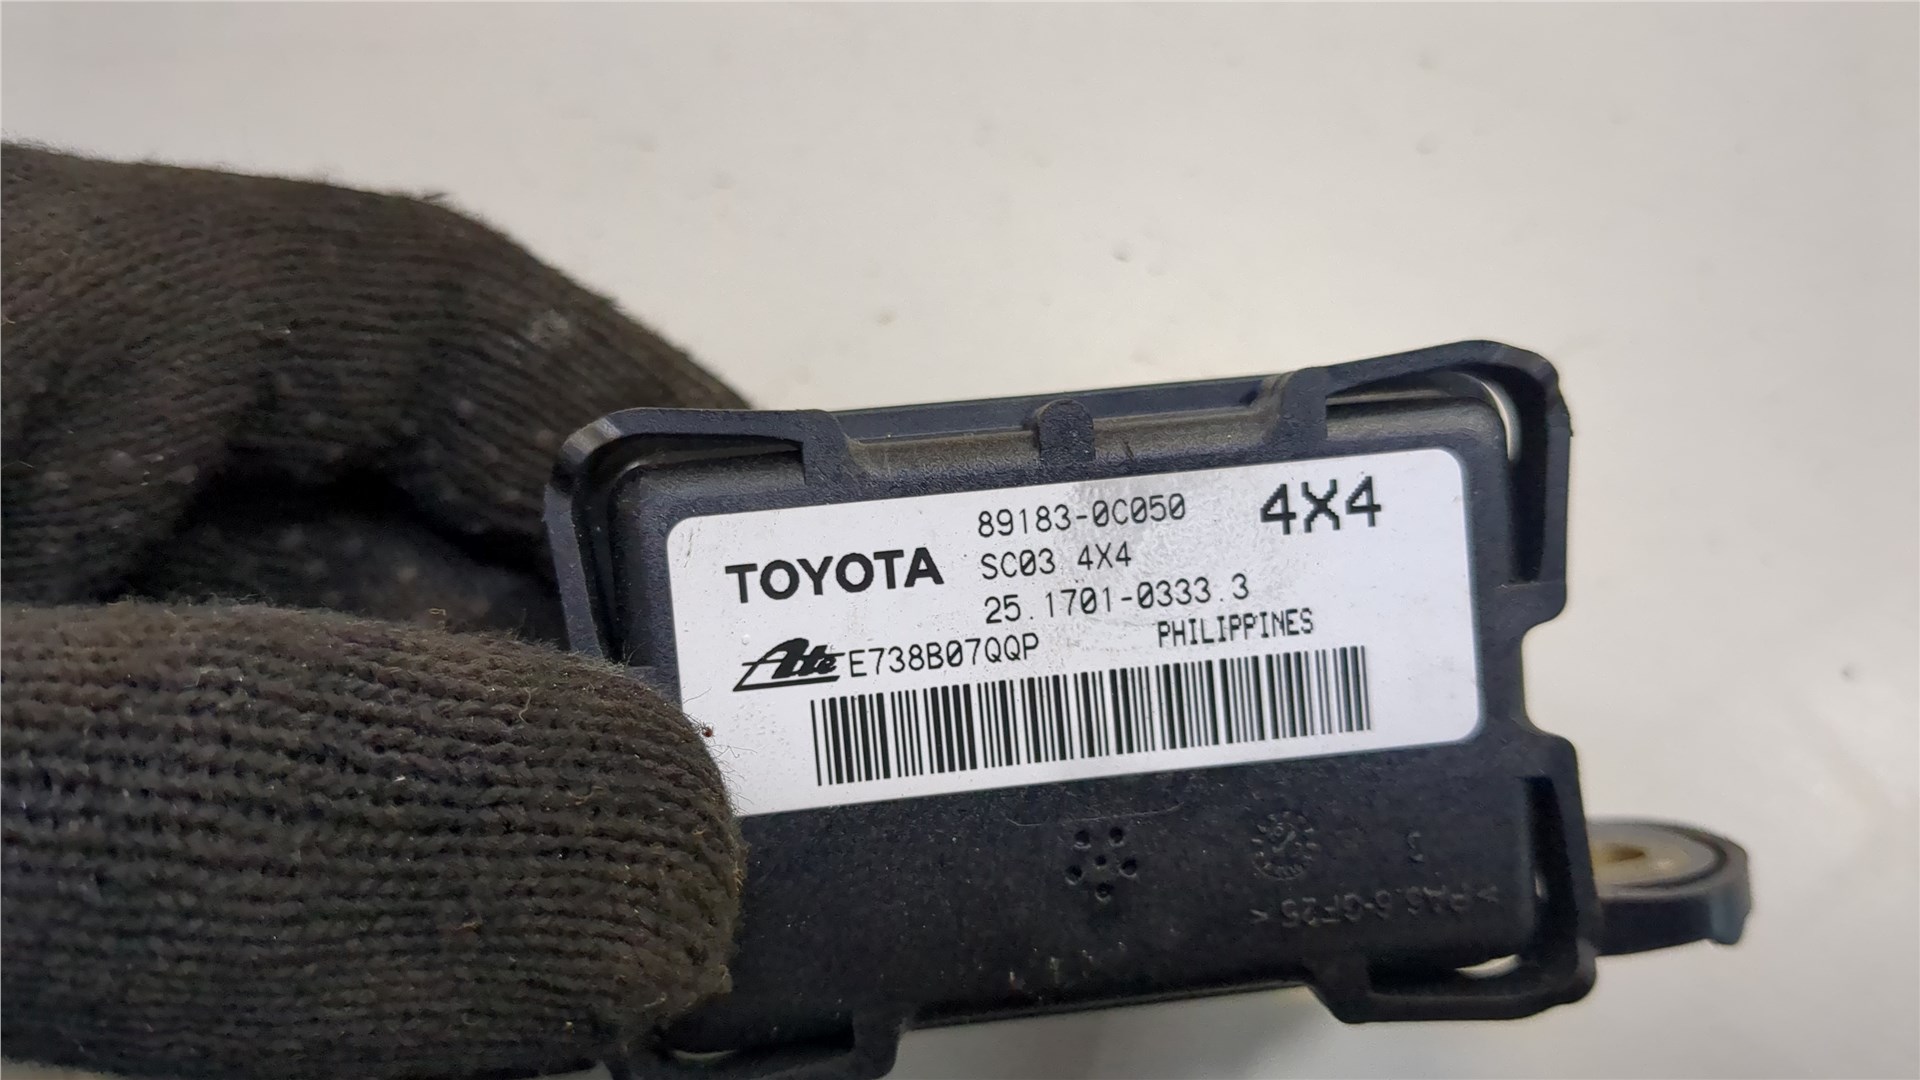 89183-0C050 4X4
TOYOTA SC03 4X4
25.1701-0333.3
PHILIPPINES
Ate E738B07QQP